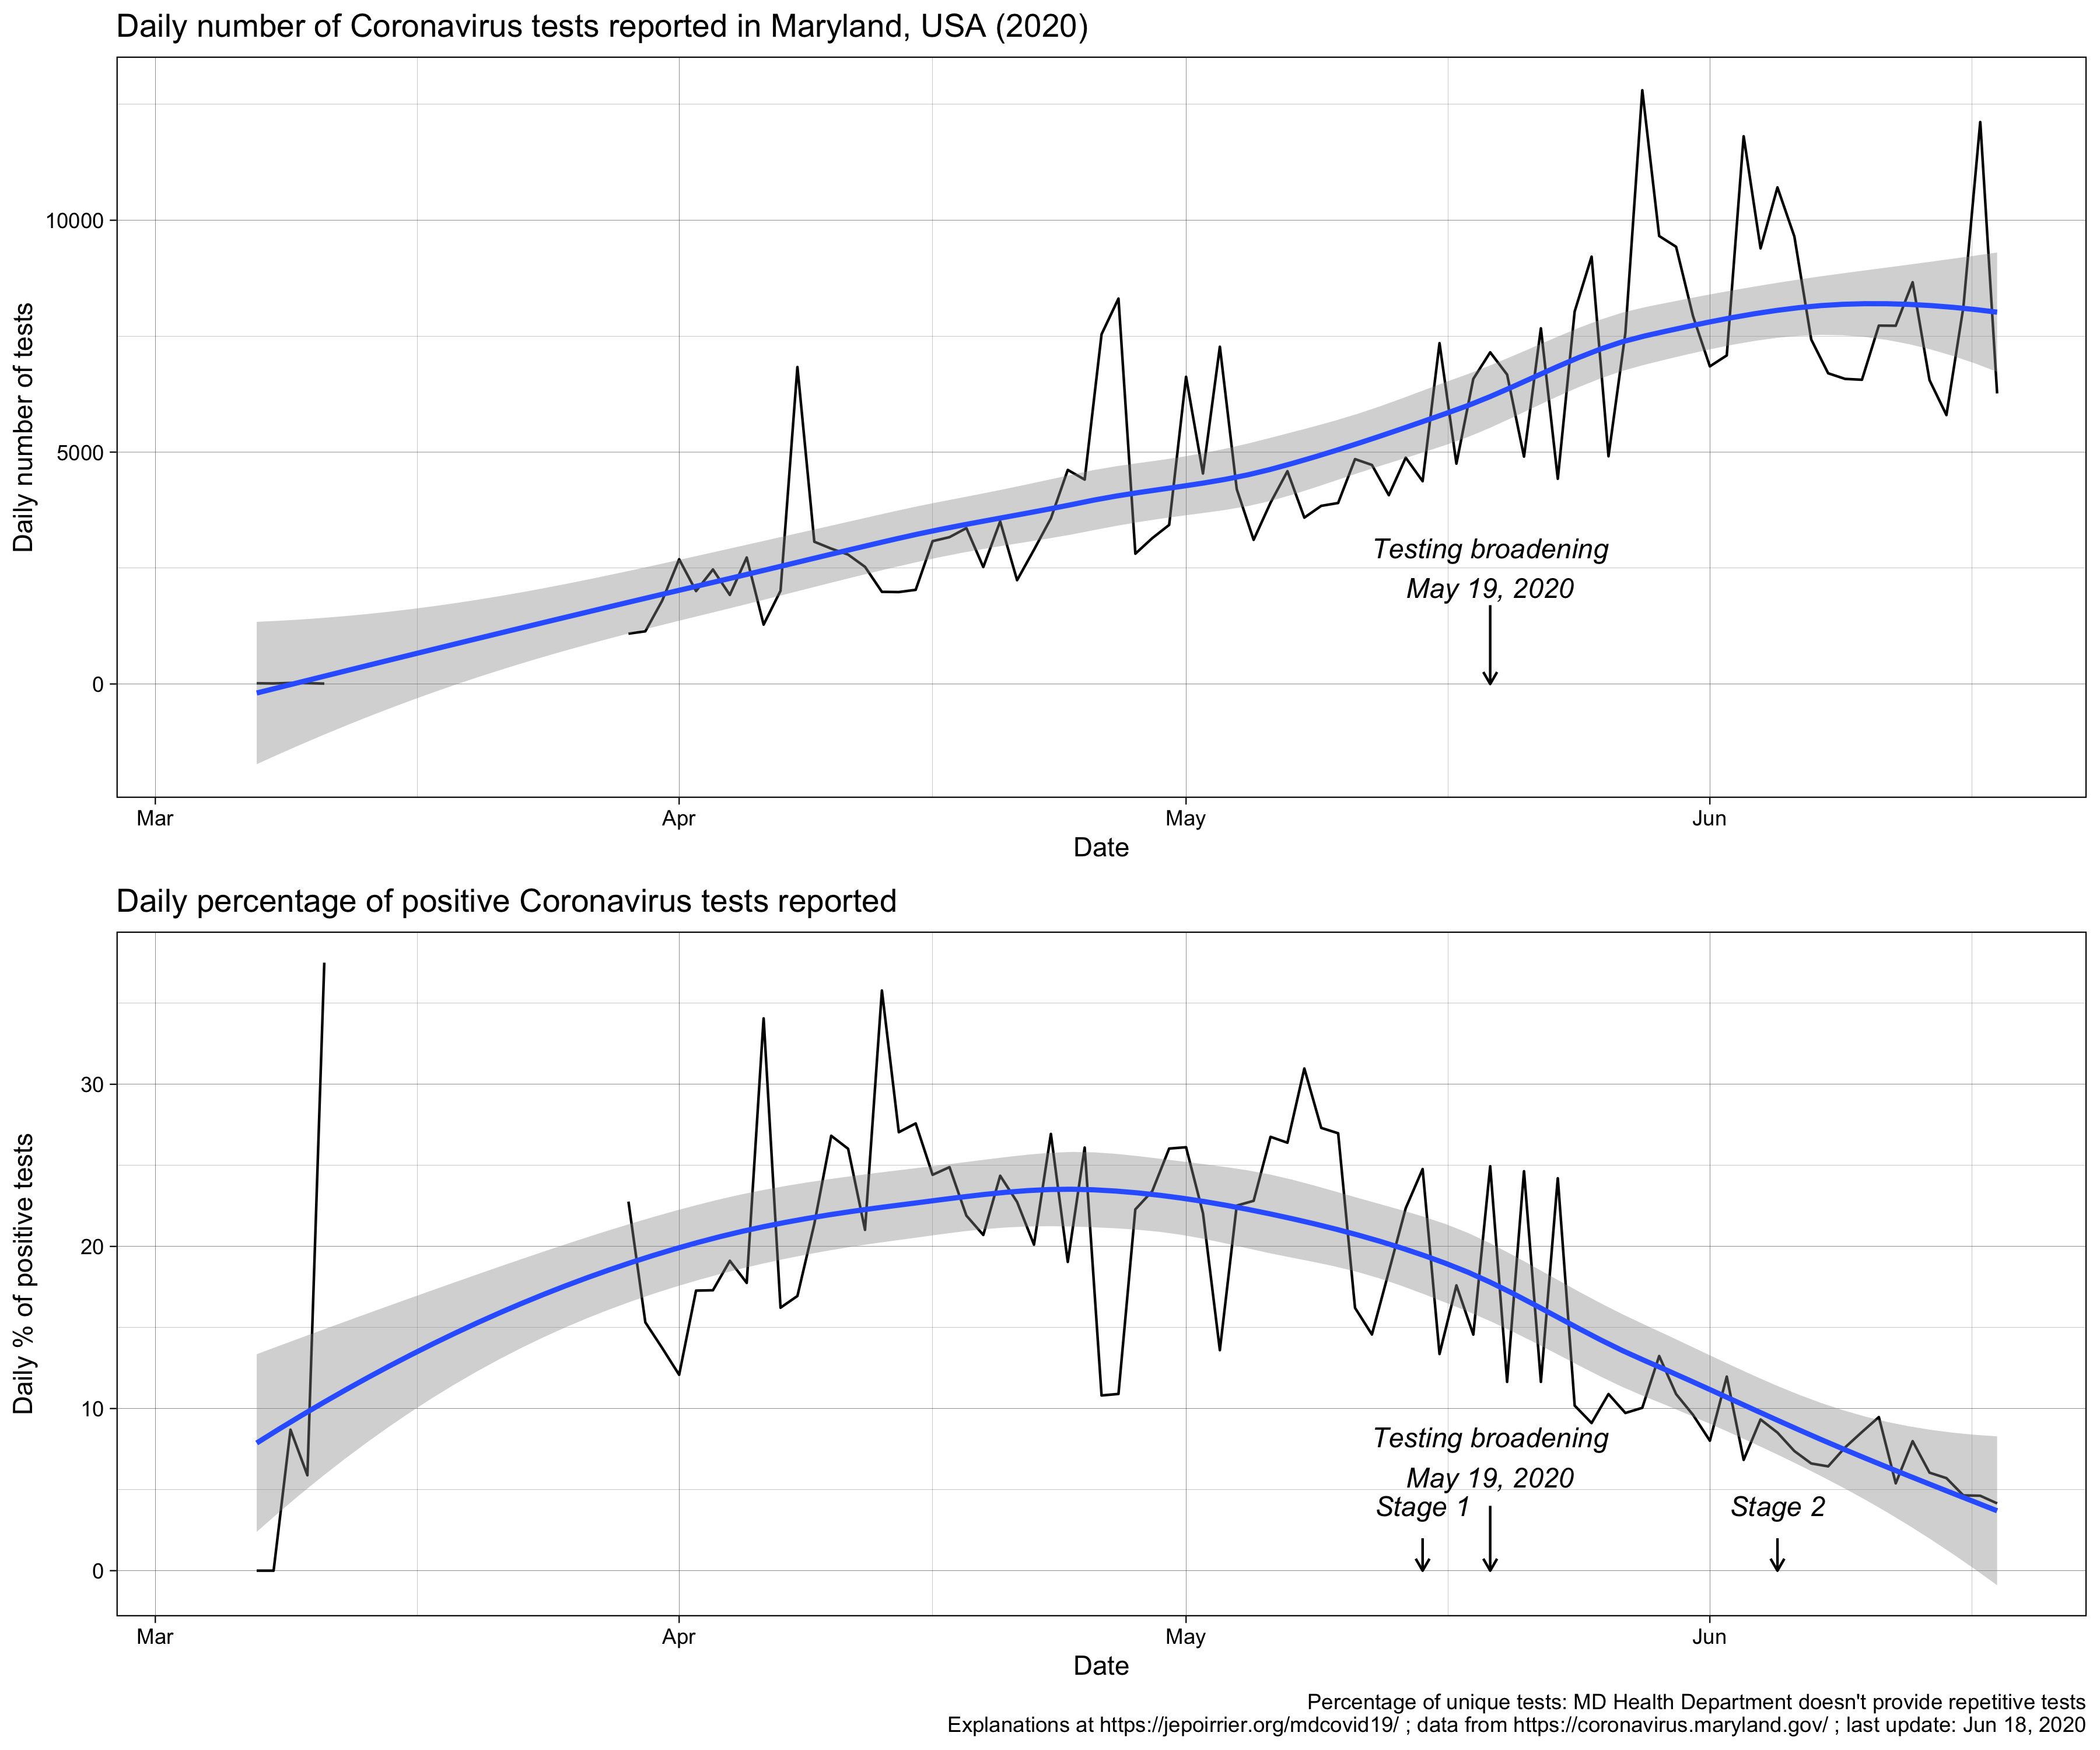 Daily number of Coronavirus tests reported in Maryland, USA (2020)
Daily number of tests
10000
5000
0
Testing broadening
May 19, 2020
Mar
Apr
May
Jun
Date
Daily percentage of positive Coronavirus tests reported
Daily % of positive tests
30
20
10
0
Testing broadening
May 19, 2020
Stage 1
Stage 2
Mar
Apr
May
Jun
Date
Percentage of unique tests: MD Health Department doesn't provide repetitive tests
Explanations at https://jepoirrier.org/mdcovid19/ ; data from https://coronavirus.maryland.gov/ ; last update: Jun 18, 2020